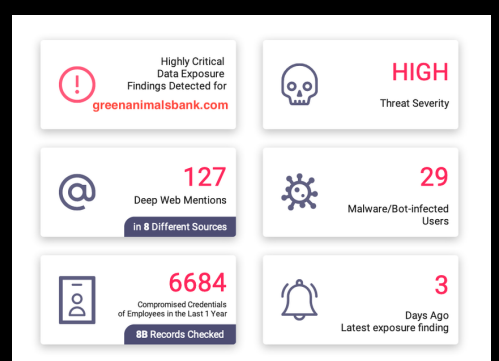 Highly Critical
Data Exposure
Findings Detected for
greenanimalsbank.com
HIGH
Threat Severity
127
Deep Web Mentions
in 8 Different Sources
29
Malware/Bot-infected
Users
6684
Compromised Credentials
of Employees in the Last 1 Year
8B Records Checked
3
Days Ago
Latest exposure finding